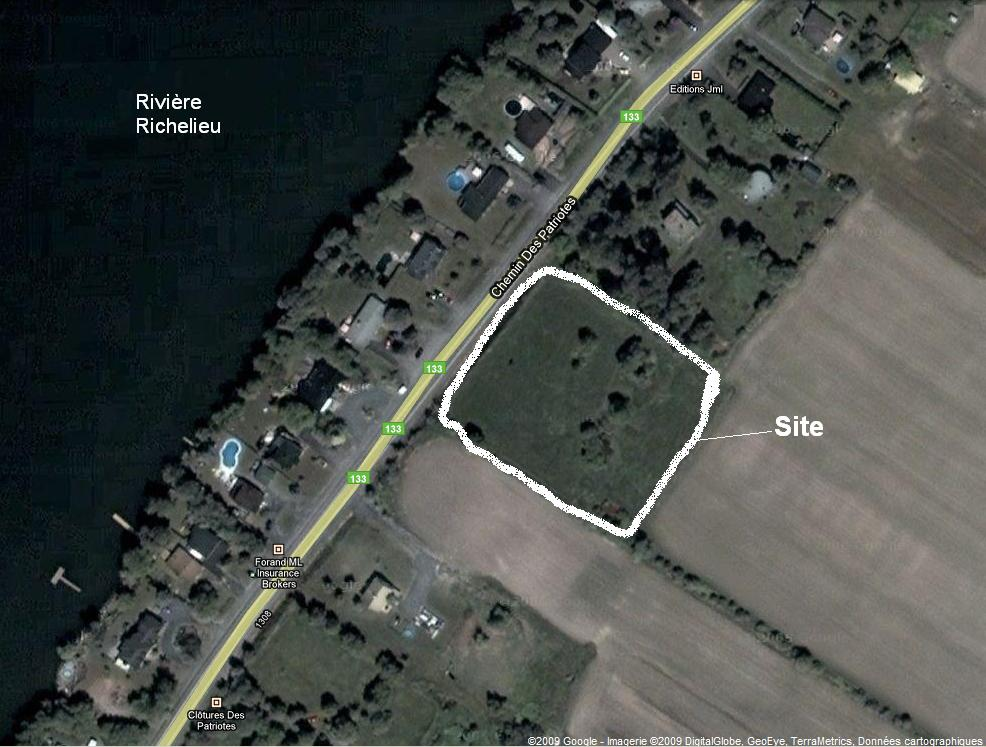 Rivière
Richelieu
Editions Jml
133
Chemin Des Patriotes
133
Site
133
133
Forand ML
Insurance
Brokers
1308
Clôtures Des
Patriotes
©2009 Google - Imagerie ©2009 DigitalGlobe, GeoEye, TerraMetrics, Données cartographiques